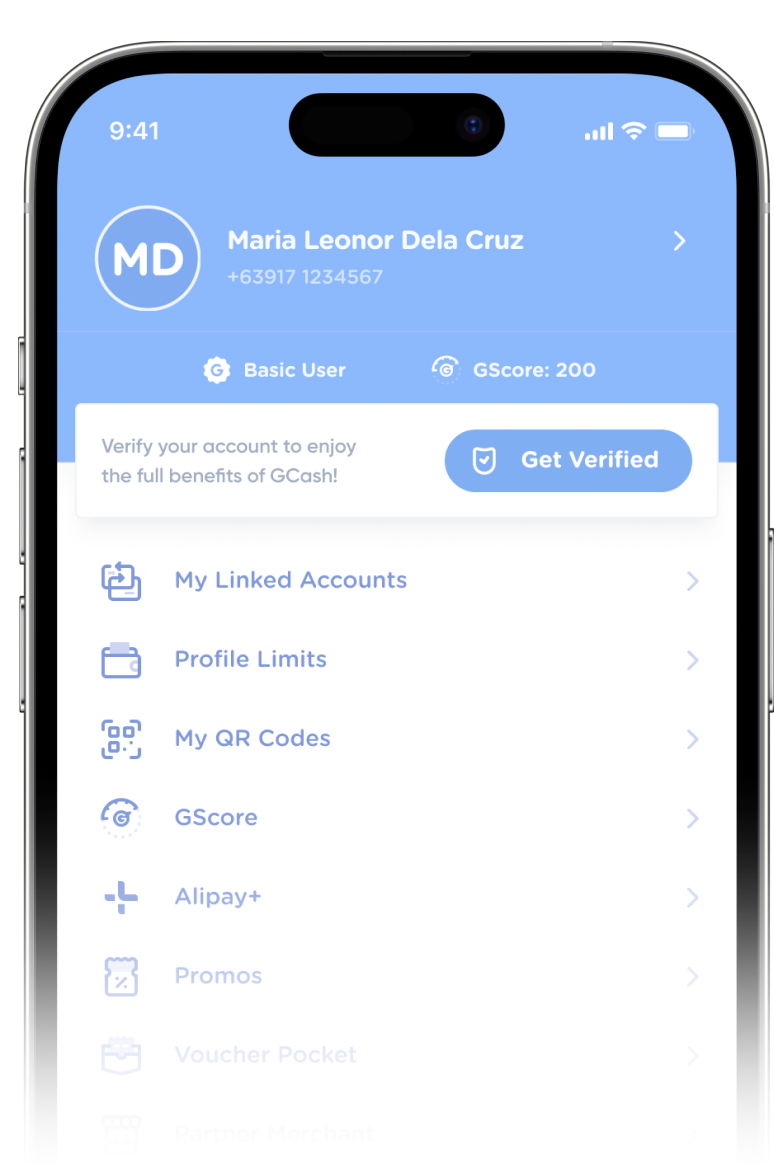 9:41
MD
Maria Leonor Dela Cruz
+63917 1234567
Basic User
GScore: 200
Verify your account to enjoy
the full benefits of GCash!
Get Verified
My Linked Accounts
Profile Limits
My QR Codes
GScore
Alipay+
Promos
Voucher Pocket
Partner Merchant